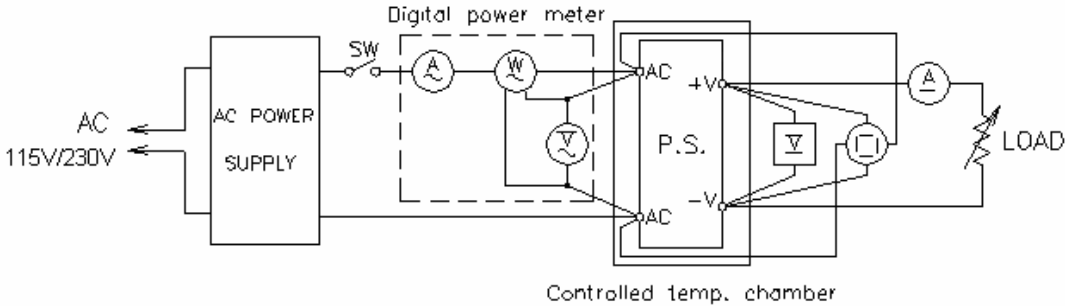 Digital power meter
SW
A
W
AC
+V
A
AC
115V/230V
AC POWER
SUPPLY
V
P.S.
V
LOAD
AC
-V
Controlled temp. chamber